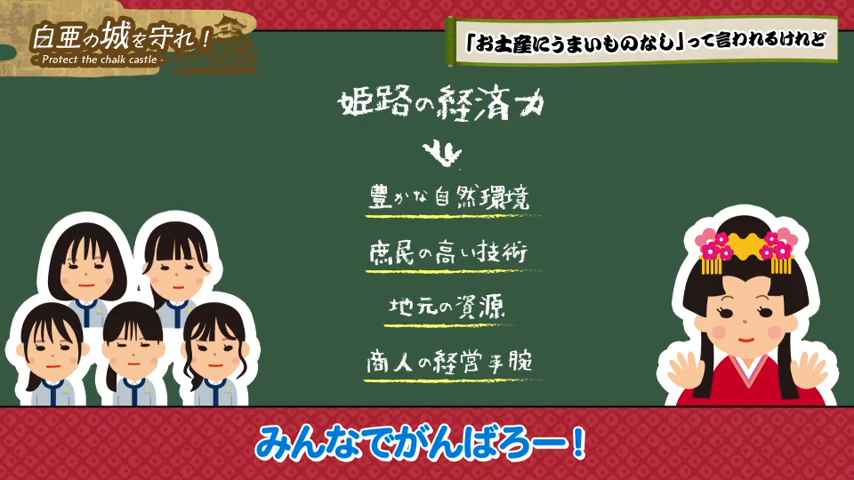 白亜の城を守れ！
- Protect the chalk castle -
「お土産にうまいものなし」って言われるけれど
姫路の経済力
豊かな自然環境
庶民の高い技術
地元の資源
商人の経営手腕
みんなでがんばろー！